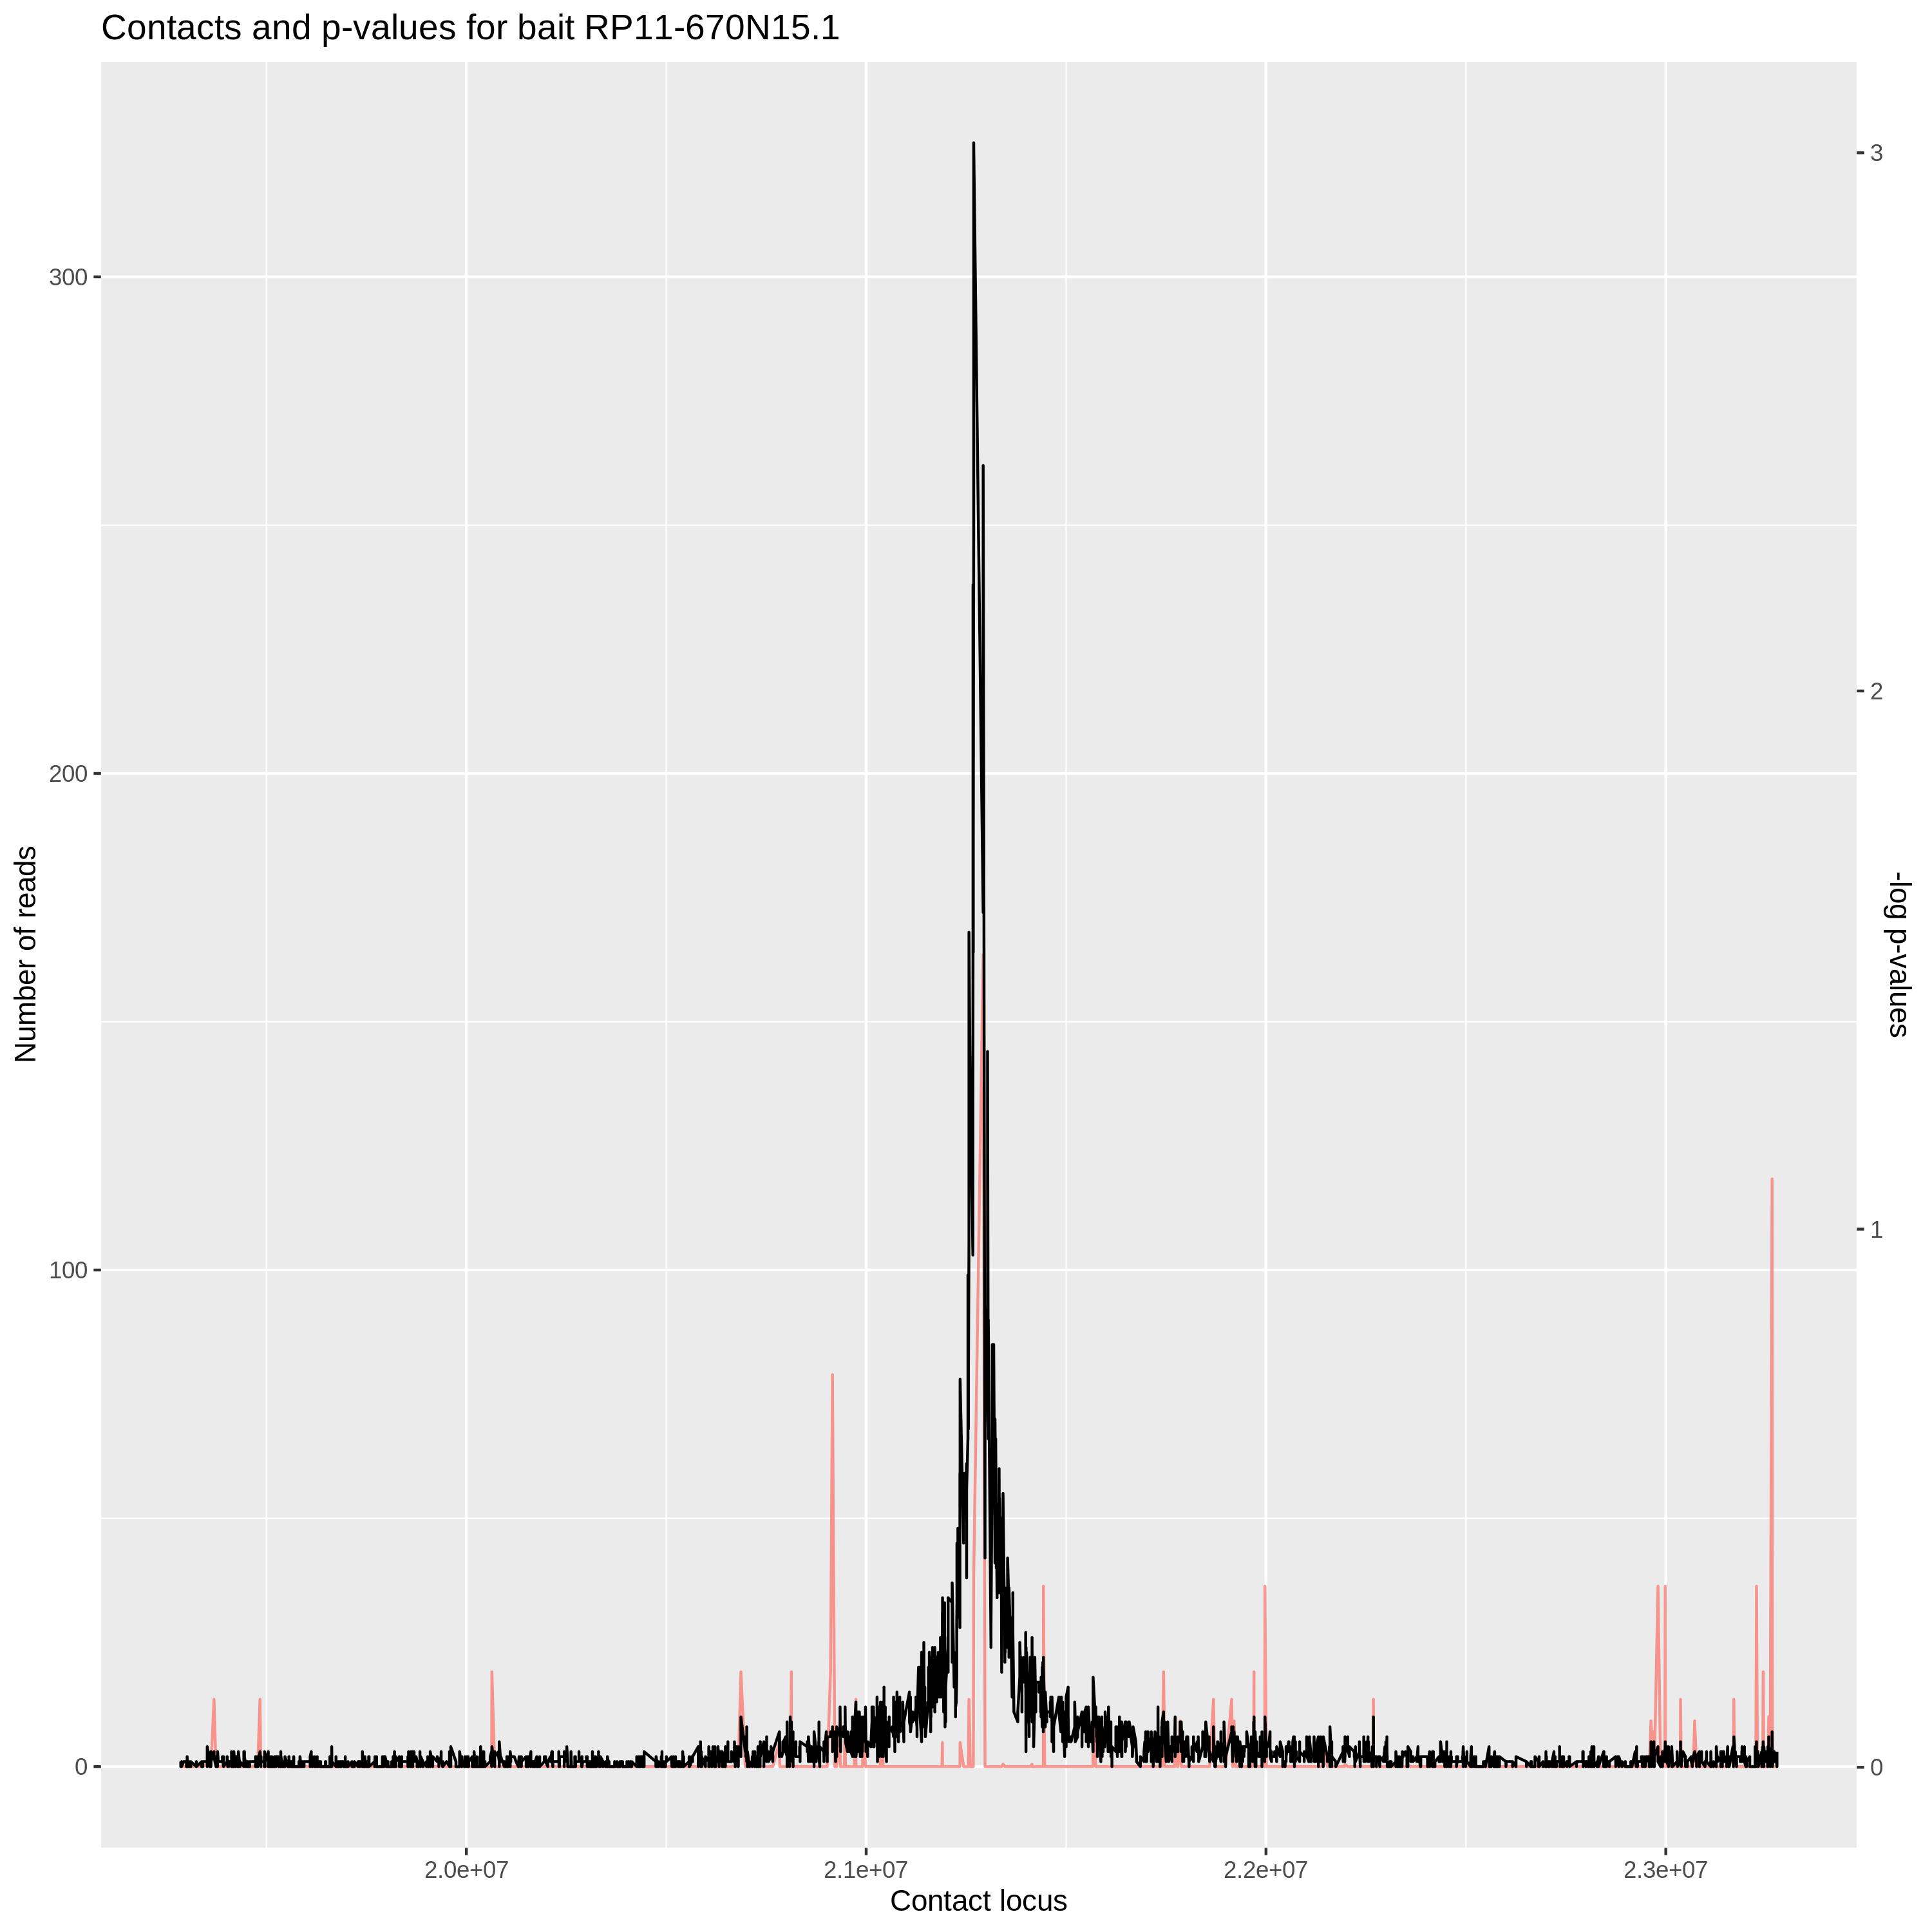 Contacts and p-values for bait RP11-670N15.1
Number of reads
300
200
100
0
3
2
1
0
-log p-values
2.0e+07
2.1e+07
2.2e+07
2.3e+07
Contact locus